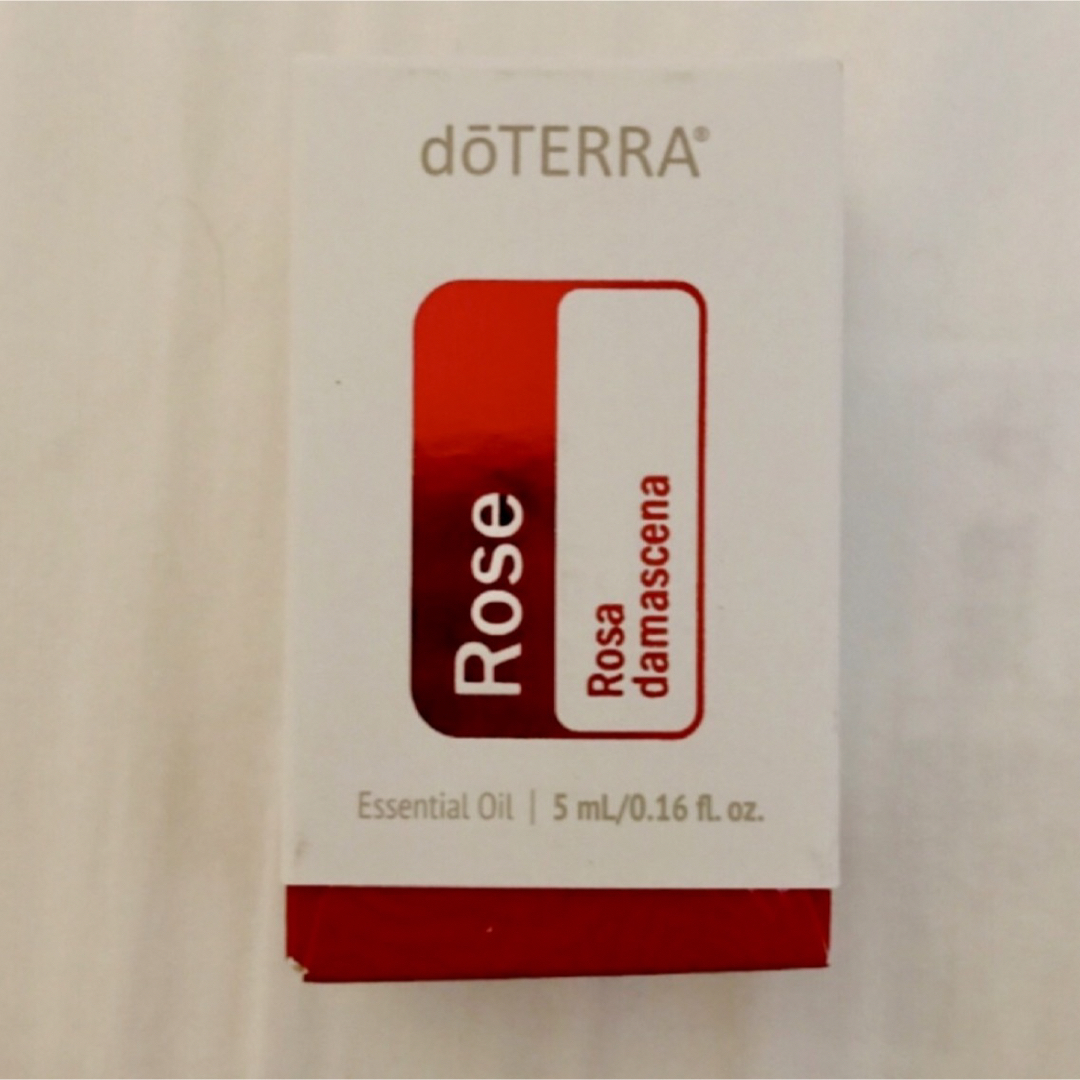 dōTERRA®
Rose
Rosa
damascena
Essential Oil | 5 mL/0.16 fl. oz.